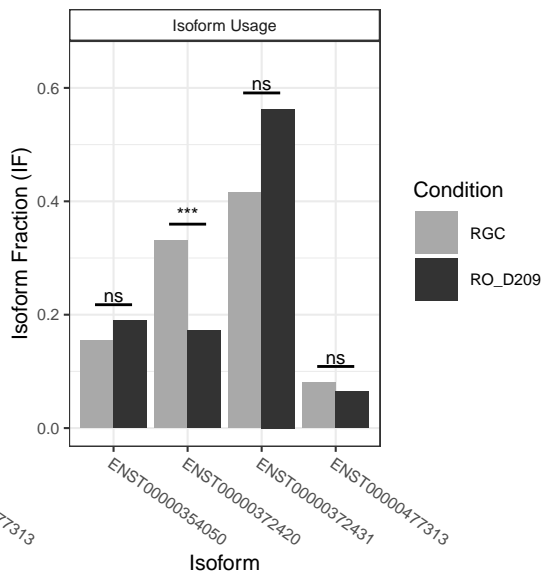 Isoform Usage
Isoform Fraction (IF)
0.6
0.4
0.2
0.0
ns
***
ns
ns
Condition
RGC
RO_D209
77313
ENST00000354050
ENST00000372420
ENST00000372431
ENST00000477313
Isoform